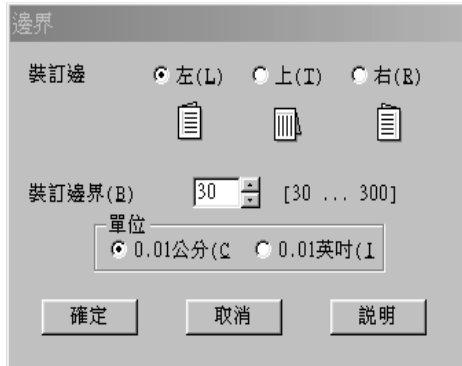 邊界
裝訂邊 左(L) 上(T) 右(R)
裝訂邊界(B) 30 [30 ... 300]
單位
0.01公分(C 0.01英吋(I
確定 取消 説明